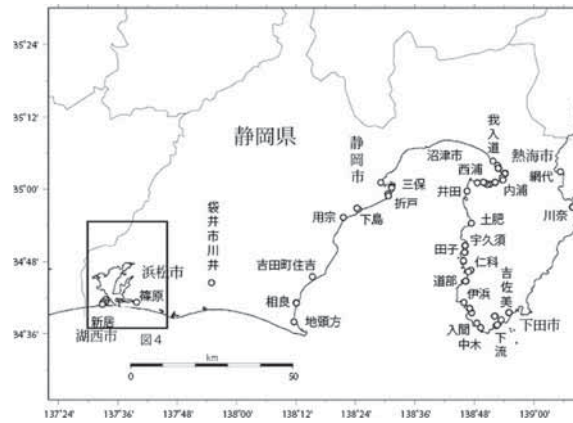 35°24'
35°12'
35°00'
34°48'
34°36'
静岡県
静岡市
沼津市
我入道
熱海市
網代
西浦
三保
井田
内浦
折戸
川奈
用宗
下島
土肥
宇久須
田子
仁科
袋井市川井
吉田町住吉
浜松市
道部
吉佐美
篠原
相良
伊浜
新居
地頭方
入間
下田市
湖西市
図4
中木
下流
km
0
50
137°24'
137°36'
137°48'
138°00'
138°12'
138°24'
138°36'
138°48'
139°00'